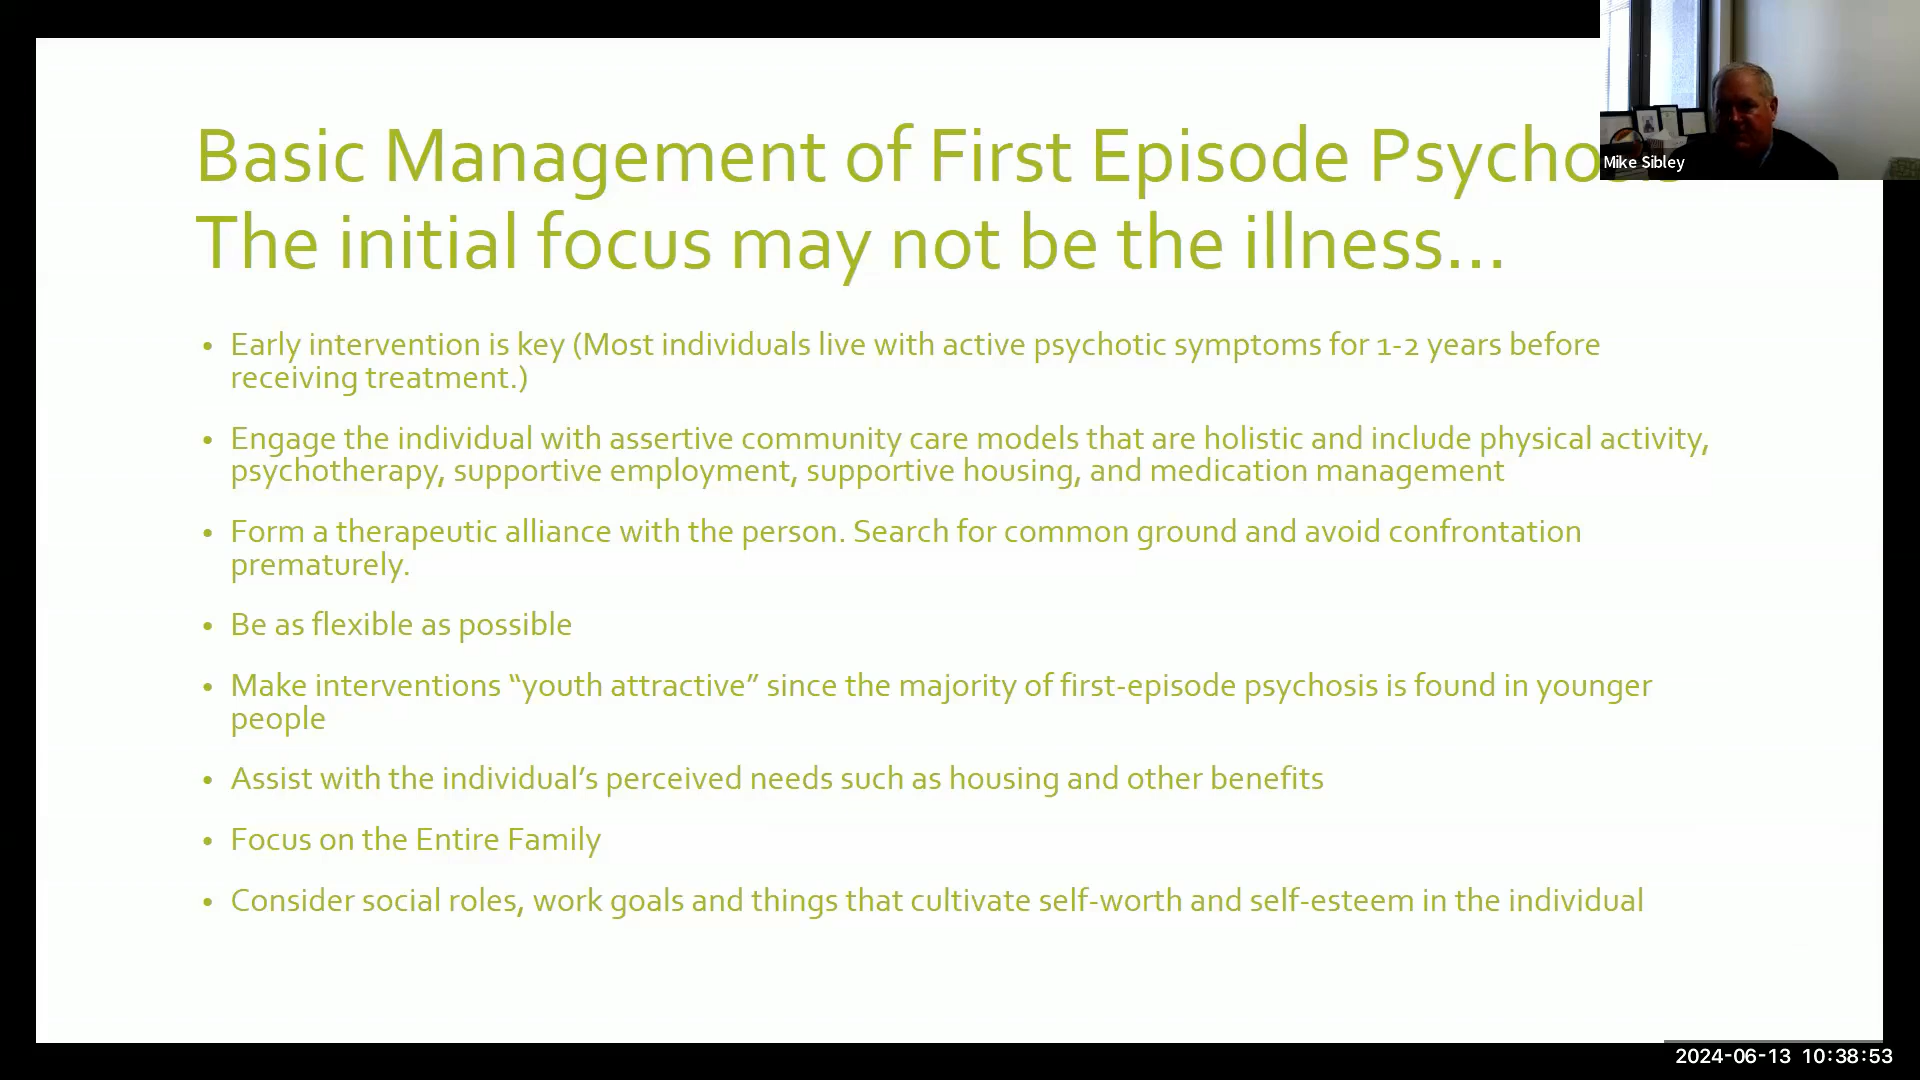 Basic Management of First Episode
The initial focus may not be the illness...
Mike Sibley
• Early intervention is key (Most individuals live with active psychotic symptoms for 1-2 years before
receiving treatment.)
• Engage the individual with assertive community care models that are holistic and include physical activity,
psychotherapy, supportive employment, supportive housing, and medication management
• Form a therapeutic alliance with the person. Search for common ground and avoid confrontation
prematurely.
• Be as flexible as possible
• Make interventions “youth attractive” since the majority of first-episode psychosis is found in younger
people
• Assist with the individual’s perceived needs such as housing and other benefits
• Focus on the Entire Family
• Consider social roles, work goals and things that cultivate self-worth and self-esteem in the individual
2024-06-13 10:38:53